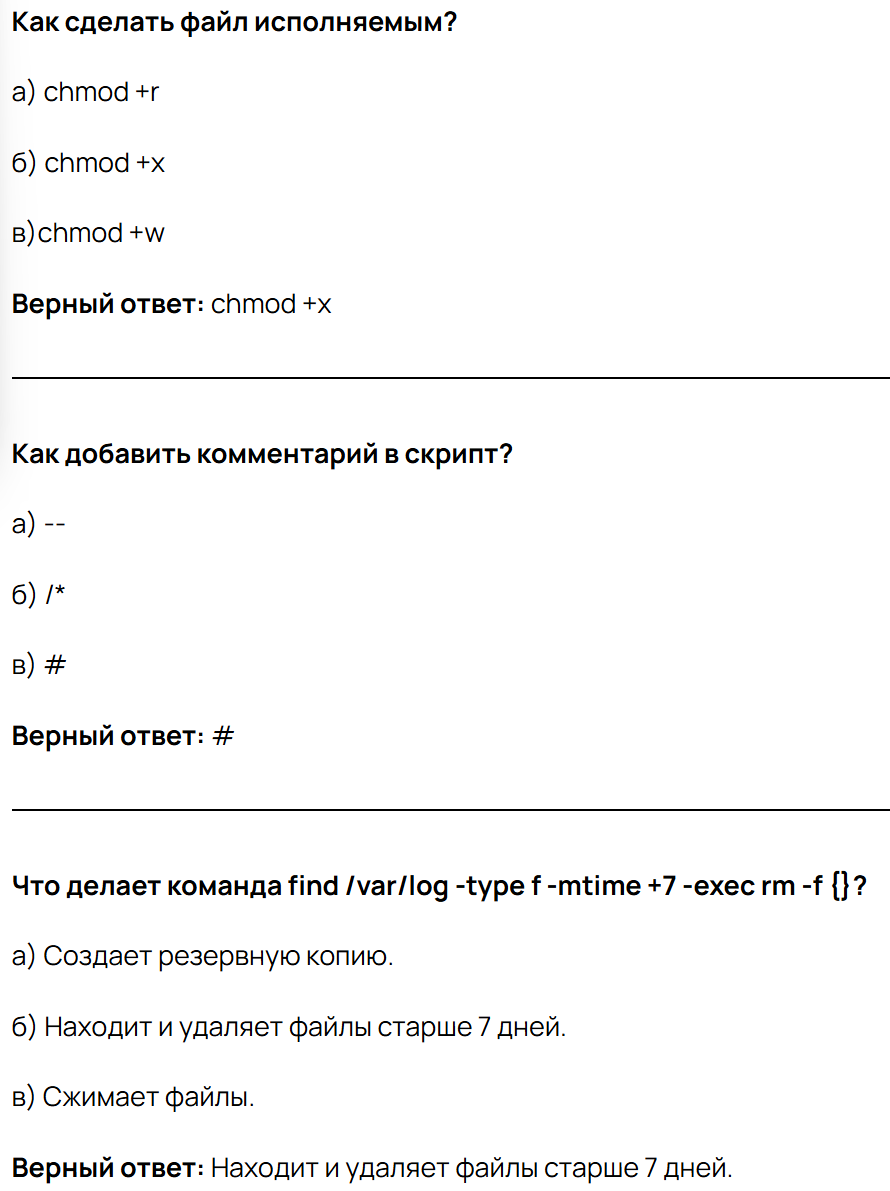 Как сделать файл исполняемым?
а) chmod +r
б) chmod +x
в)chmod +w
Верный ответ: chmod +x
Как добавить комментарий в скрипт?
а) --
б) /*
в) #
Верный ответ: #
Что делает команда find /var/log -type f -mtime +7 -exec rm -f {}?
а) Создает резервную копию.
б) Находит и удаляет файлы старше 7 дней.
в) Сжимает файлы.
Верный ответ: Находит и удаляет файлы старше 7 дней.